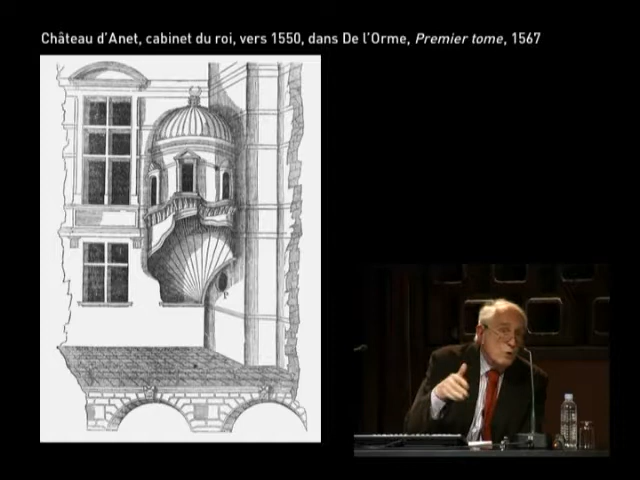 Château d'Anet, cabinet du roi, vers 1550, dans De l'Orme, Premier tome, 1567